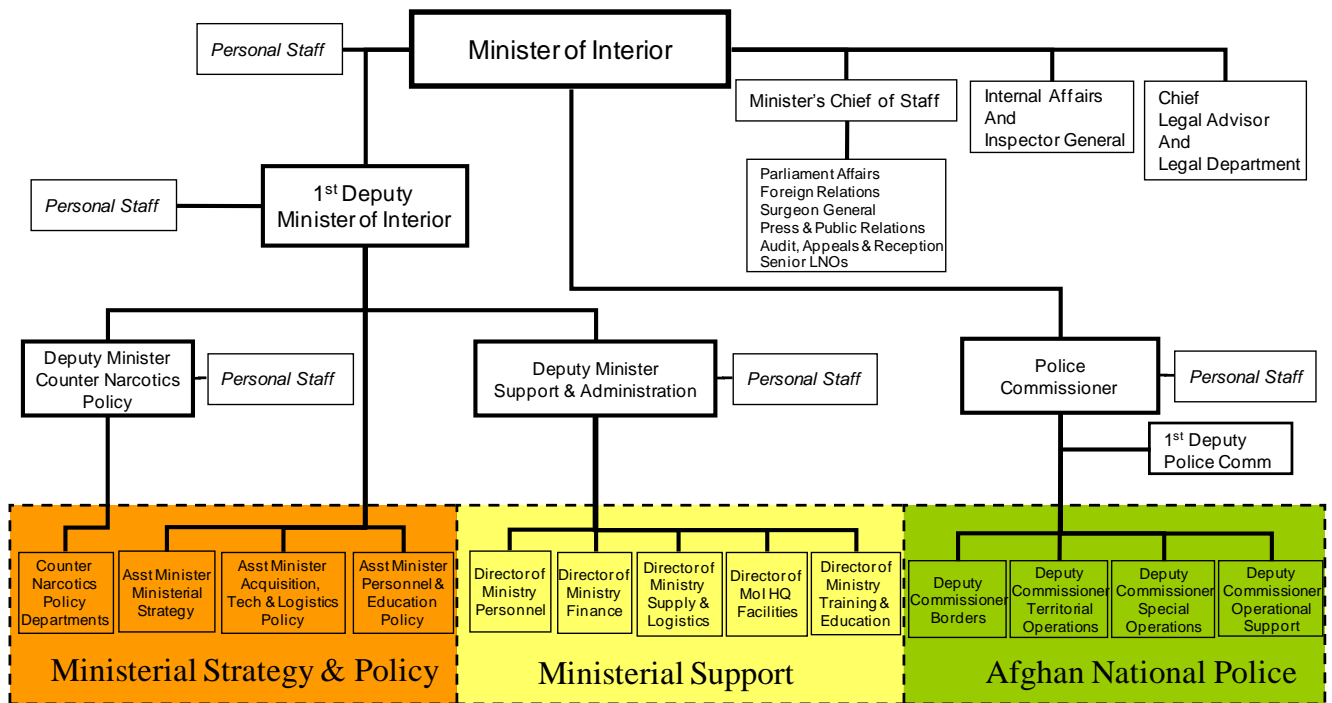 Personal Staff
Minister of Interior
Minister's Chief of Staff
Internal Affairs
And
Inspector General
Chief
Legal Advisor
And
Legal Department
Parliament Affairs
Foreign Relations
Surgeon General
Press & Public Relations
Audit, Appeals & Reception
Senior LNOs
Personal Staff
1st Deputy
Minister of Interior
Deputy Minister
Counter Narcotics
Policy
Personal Staff
Deputy Minister
Support & Administration
Personal Staff
Police
Commissioner
Personal Staff
1st Deputy
Police Comm
Counter
Narcotics
Policy
Departments
Asst Minister
Ministerial
Strategy
Asst Minister
Acquisition,
Tech & Logistics
Policy
Asst Minister
Personnel &
Education
Policy
Director of
Ministry
Personnel
Director of
Ministry
Finance
Director of
Ministry
Supply &
Logistics
Director of
MoI HQ
Facilities
Director of
Ministry
Training &
Education
Deputy
Commissioner
Borders
Deputy
Commissioner
Territorial
Operations
Deputy
Commissioner
Special
Operations
Deputy
Commissioner
Operational
Support
Ministerial Strategy & Policy
Ministerial Support
Afghan National Police